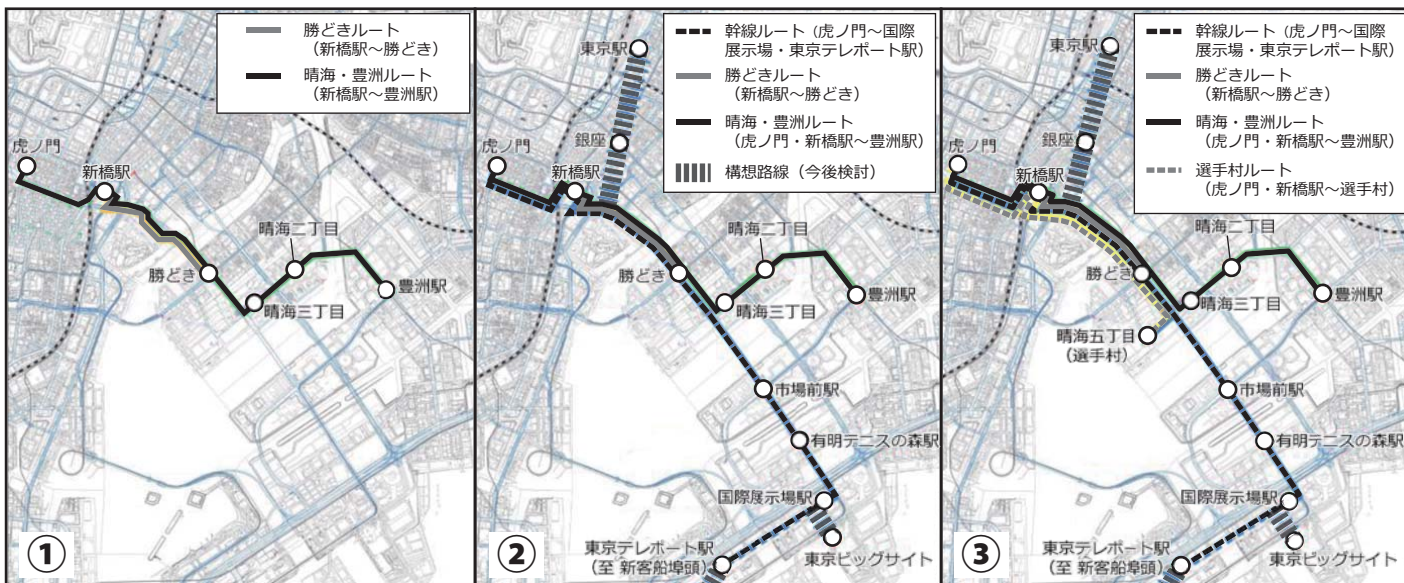 勝どきルート
（新橋駅～勝どき）
晴海・豊洲ルート
（新橋駅～豊洲駅）
虎ノ門
新橋駅
晴海二丁目
勝どき
豊洲駅
晴海三丁目
①
幹線ルート（虎ノ門～国際
展示場・東京テレポート駅）
勝どきルート
（新橋駅～勝どき）
晴海・豊洲ルート
（虎ノ門・新橋駅～豊洲駅）
構想路線（今後検討）
東京駅
銀座
虎ノ門
新橋駅
晴海二丁目
勝どき
豊洲駅
晴海三丁目
市場前駅
有明テニスの森駅
国際展示場駅
東京テレポート駅
（至 新客船埠頭）
東京ビッグサイト
②
幹線ルート（虎ノ門～国際
展示場・東京テレポート駅）
勝どきルート
（新橋駅～勝どき）
晴海・豊洲ルート
（虎ノ門・新橋駅～豊洲駅）
選手村ルート
（虎ノ門・新橋駅～選手村）
東京駅
銀座
虎ノ門
新橋駅
晴海二丁目
勝どき
豊洲駅
晴海三丁目
晴海五丁目
（選手村）
市場前駅
有明テニスの森駅
国際展示場駅
東京テレポート駅
（至 新客船埠頭）
東京ビッグサイト
③